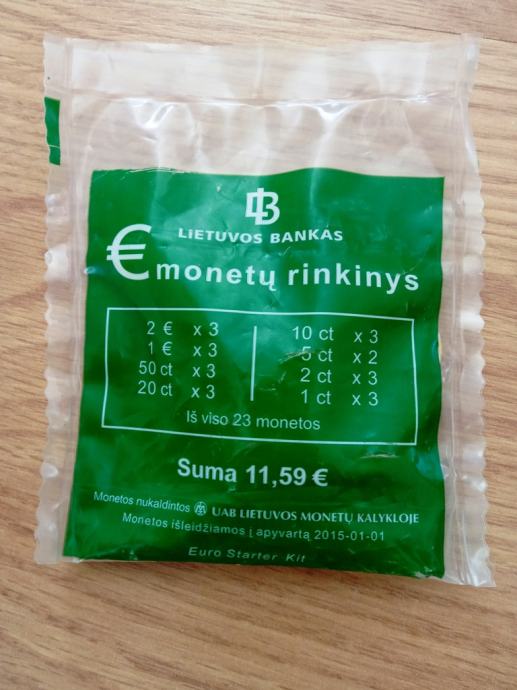 LIETUVOS BANKAS
€ monetų rinkinys
2 € x 3
1 € x 3
50 ct x 3
20 ct x 3
10 ct x 3
5 ct x 2
2 ct x 3
1 ct x 3
Iš viso 23 monetos
Suma 11,59 €
Monetos nukaldintos UAB LIETUVOS MONETŲ KALYKLOJE
Monetos išleidžiamos į apyvartą 2015-01-01
Euro Starter Kit